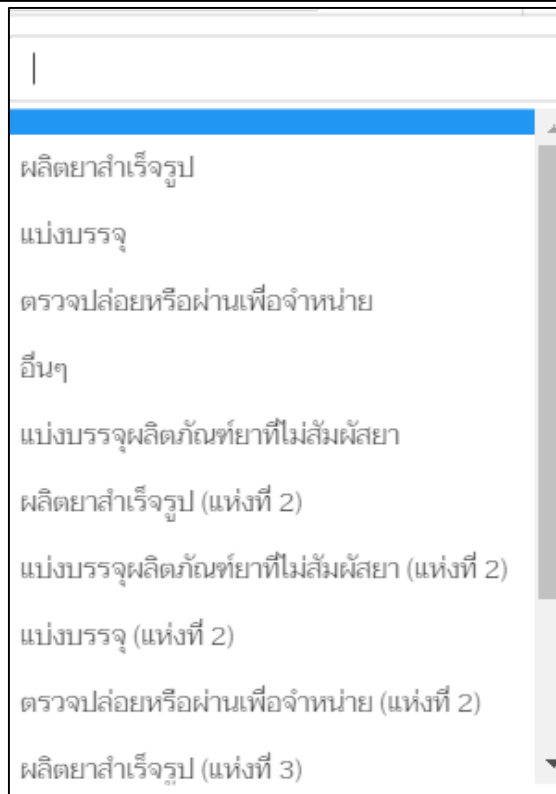 ผลิตยาสำเร็จรูป
แบ่งบรรจุ
ตรวจปล่อยหรือผ่านเพื่อจำหน่าย
อื่นๆ
แบ่งบรรจุผลิตภัณฑ์ยาที่ไม่สัมผัสยา
ผลิตยาสำเร็จรูป (แห่งที่ 2)
แบ่งบรรจุผลิตภัณฑ์ยาที่ไม่สัมผัสยา (แห่งที่ 2)
แบ่งบรรจุ (แห่งที่ 2)
ตรวจปล่อยหรือผ่านเพื่อจำหน่าย (แห่งที่ 2)
ผลิตยาสำเร็จรูป (แห่งที่ 3)